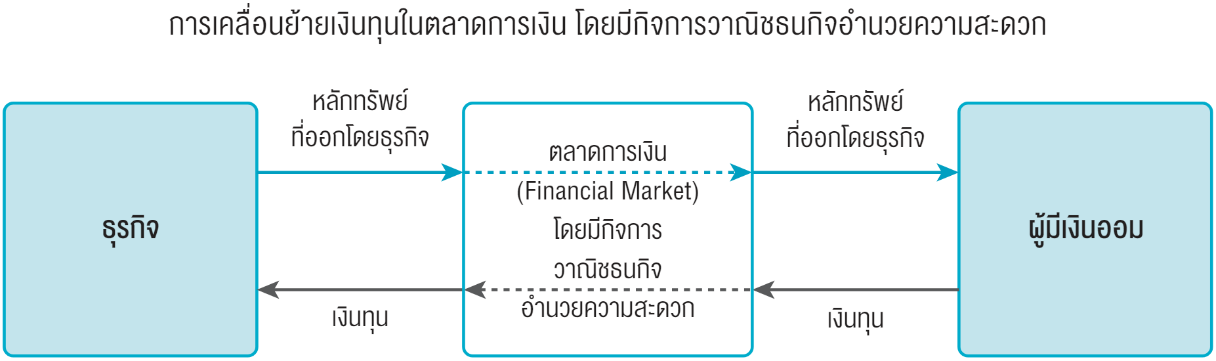 การเคลื่อนย้ายเงินทุนในตลาดการเงิน โดยมีกิจการวาณิชธนกิจอำนวยความสะดวก
หลักทรัพย์
ที่ออกโดยธุรกิจ
หลักทรัพย์
ที่ออกโดยธุรกิจ
ธุรกิจ
ตลาดการเงิน
(Financial Market)
โดยมีกิจการ
วาณิชธนกิจ
อำนวยความสะดวก
ผู้มีเงินออม
เงินทุน
เงินทุน